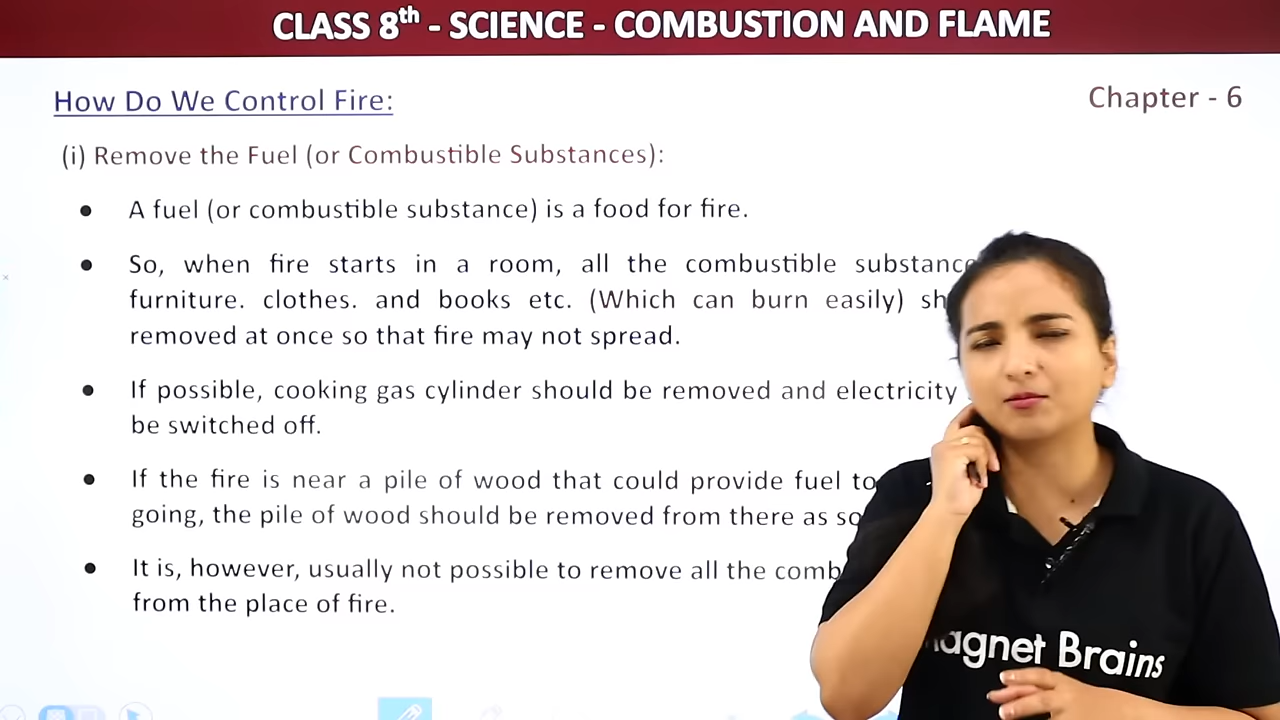 CLASS 8th - SCIENCE - COMBUSTION AND FLAME
How Do We Control Fire:
Chapter - 6
(i) Remove the Fuel (or Combustible Substances):
● A fuel (or combustible substance) is a food for fire.
● So, when fire starts in a room, all the combustible
furniture. clothes. and books etc. (Which can burn easily)
removed at once so that fire may not spread.
● If possible, cooking gas cylinder should be removed and electricity
be switched off.
● If the fire is near a pile of wood that could provide fuel to
going, the pile of wood should be removed from there as
● It is, however, usually not possible to remove all the
from the place of fire.
agnet Brains